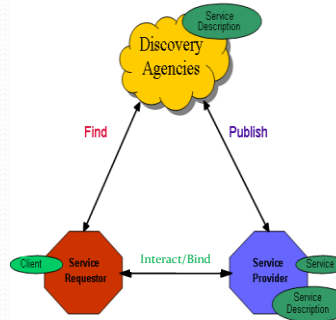 Service
Description
Discovery
Agencies
Find
Publish
Client
Service
Requestor
Interact/Bind
Service
Provider
Service
Service
Description